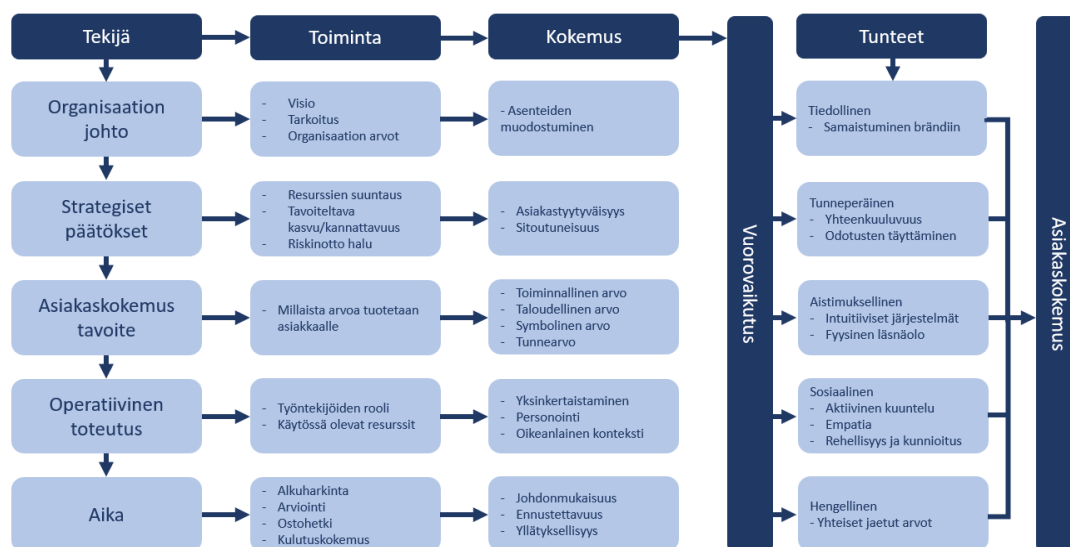 Tekijä
Toiminta
Kokemus
Tunteet
Organisaation
johto
- Visio
- Tarkoitus
- Organisaation arvot
- Asenteiden
muodostuminen
Tiedollinen
- Samaistuminen brändiin
Strategiset
päätökset
- Resurssien suuntaus
- Tavoiteltava
kasvu/kannattavuus
- Riskinotto halu
- Asiakastyytyväisyys
- Sitoutuneisuus
Tunneperäinen
- Yhteenkuuluvuus
- Odotusten täyttäminen
Asiakaskokemus
tavoite
- Millaista arvoa tuotetaan
asiakkaalle
- Toiminnallinen arvo
- Taloudellinen arvo
- Symbolinen arvo
- Tunnearvo
Aistimuksellinen
- Intuitiiviset järjestelmät
- Fyysinen läsnäolo
Operatiivinen
toteutus
- Työntekijöiden rooli
- Käytössä olevat resurssit
- Yksinkertaistaminen
- Personointi
- Oikeanlainen konteksti
Sosiaalinen
- Aktiivinen kuuntelu
- Empatia
- Rehellisyys ja kunnioitus
Aika
- Alkuharkinta
- Arviointi
- Ostohetki
- Kulutuskokemus
- Johdonmukaisuus
- Ennustettavuus
- Yllätyksellisyys
Hengellinen
- Yhteiset jaetut arvot
Vuorovaikutus
Asiakaskokemus